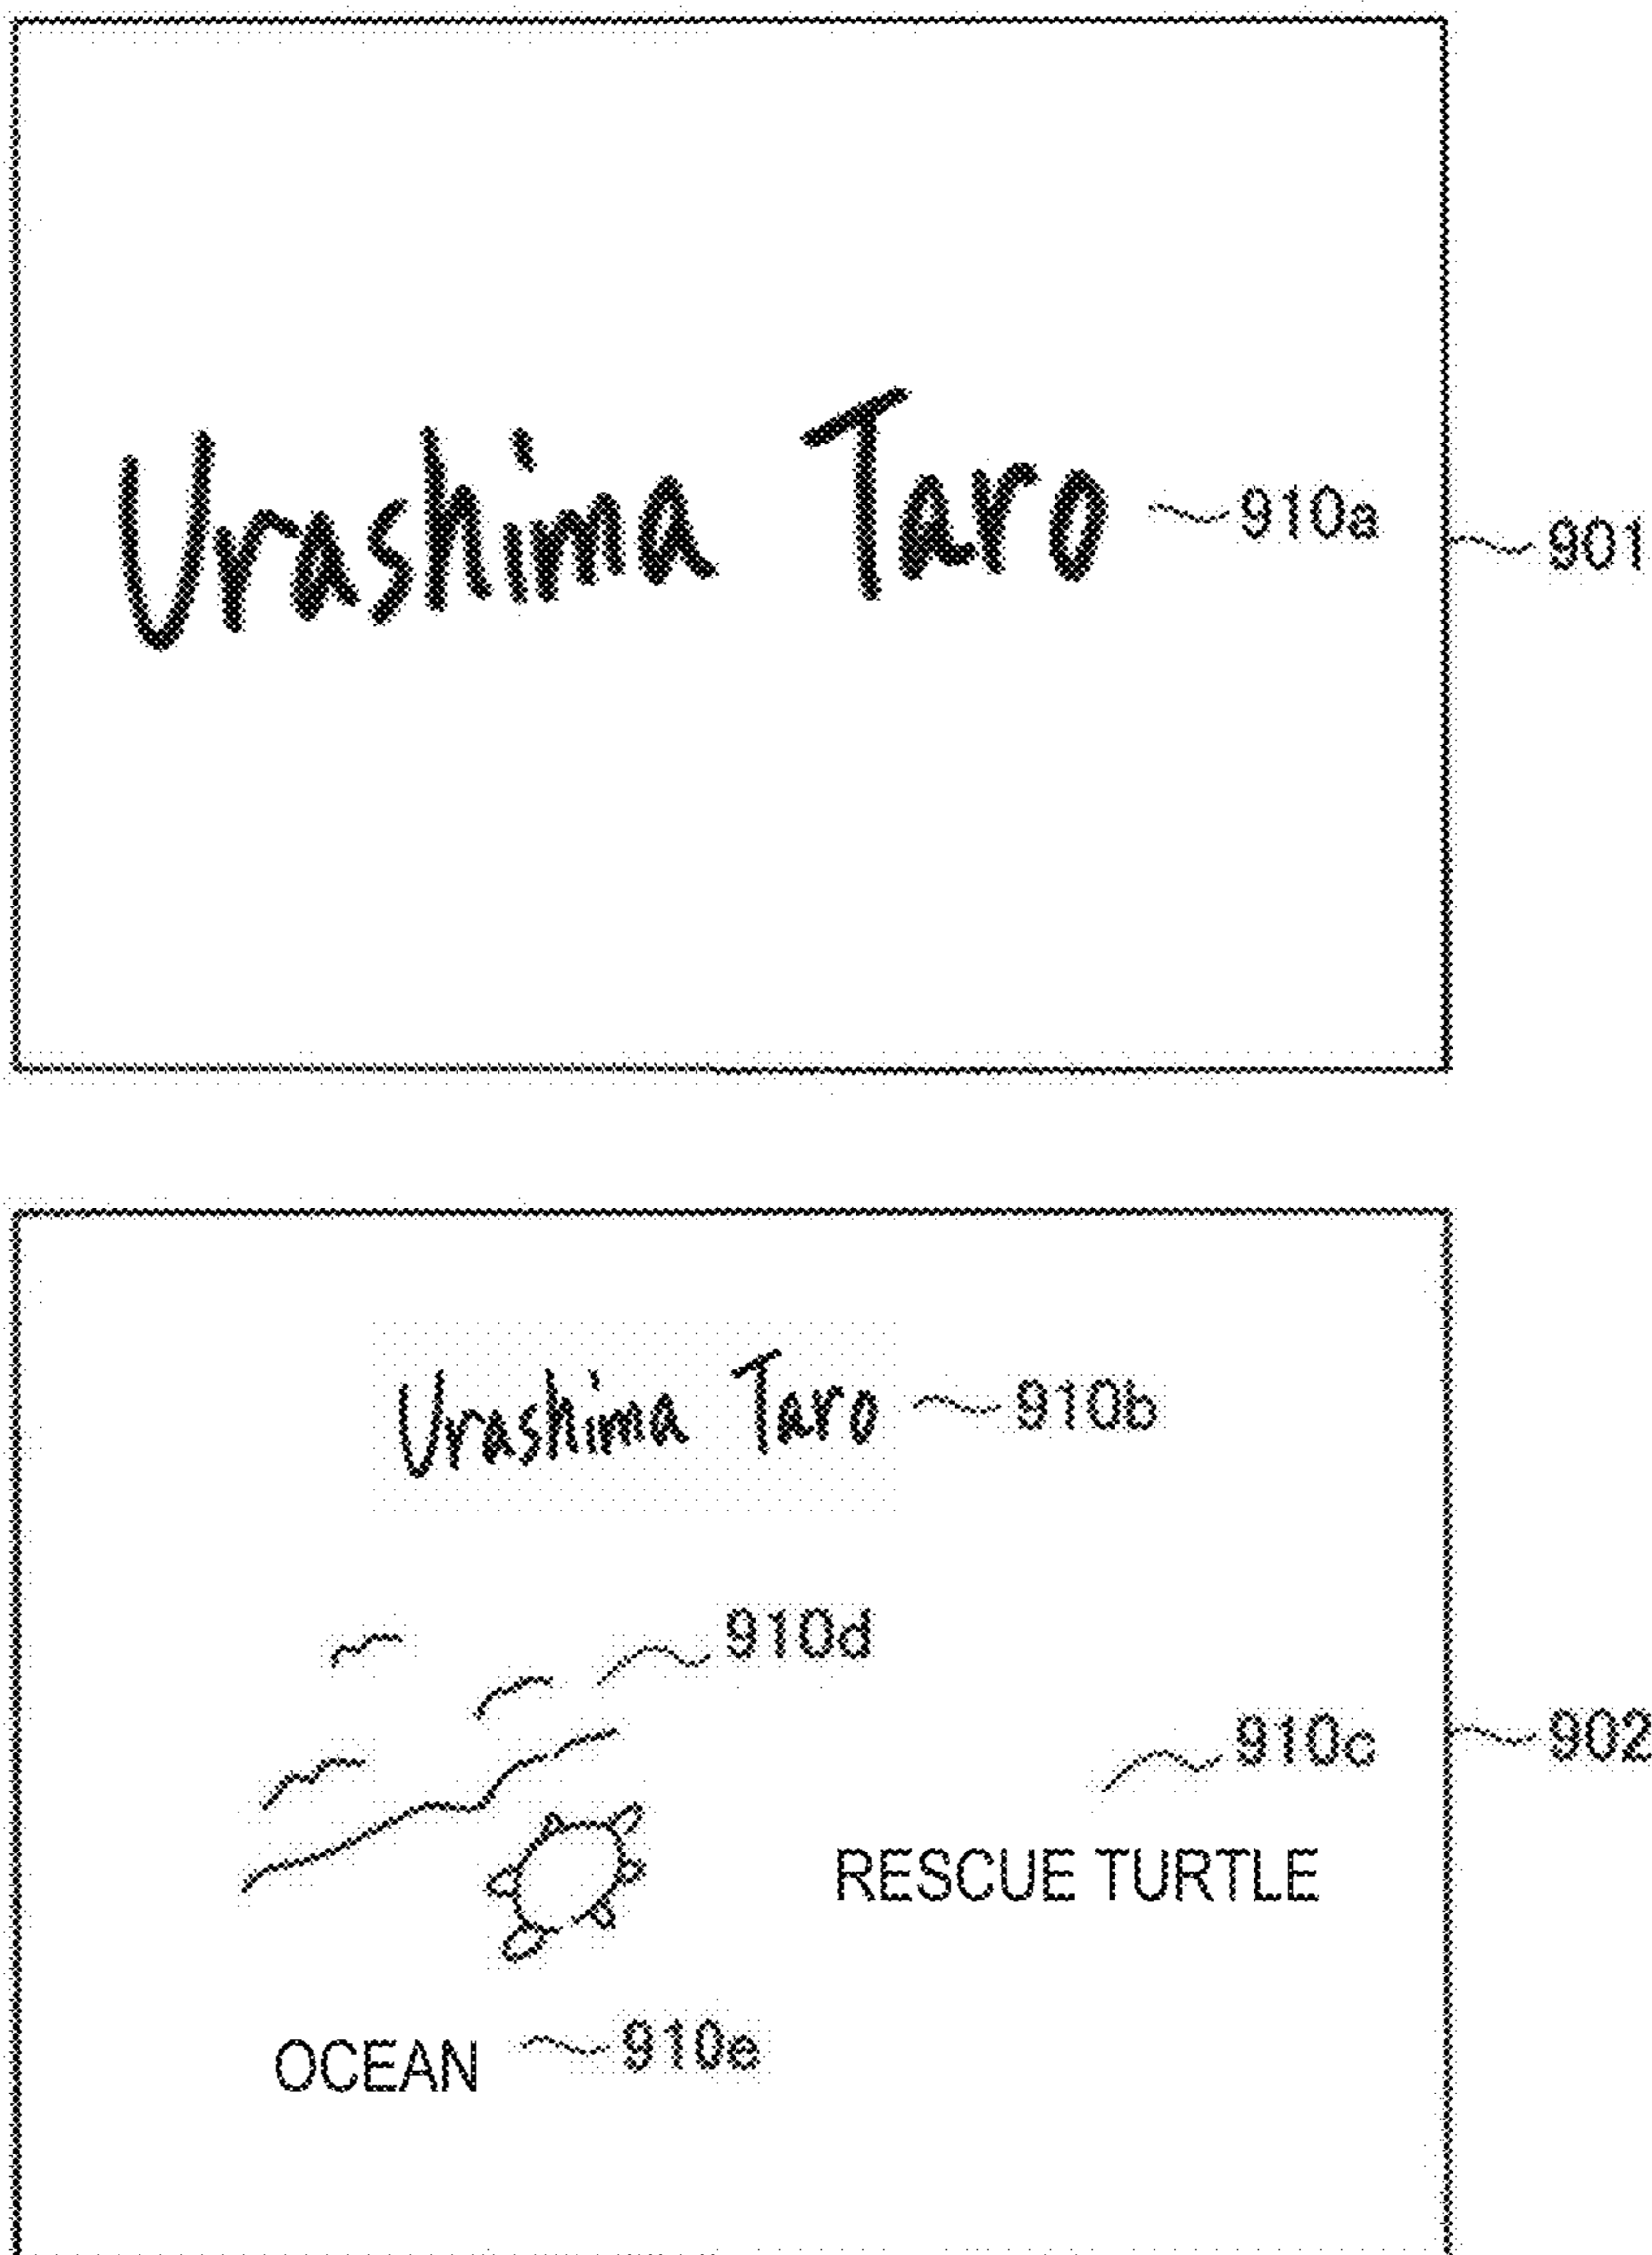 Urashima Taro 910a
901
Urashima Taro 910b
910d
910c
902
RESCUE TURTLE
OCEAN 910e